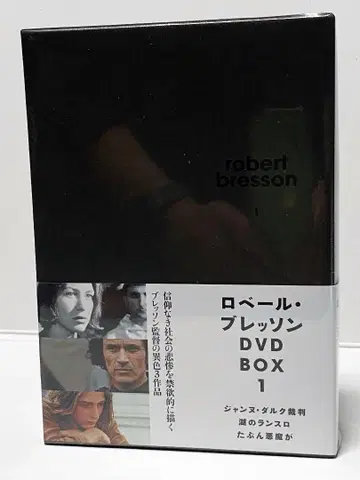 robert
bresson
1
ロベール・
ブレッソン
DVD
BOX
1
ジャンヌ・ダルク裁判
湖のランスロ
たぶん悪魔が
信仰なき社会の悲惨を禁欲的に描く
ブレッソン監督の異色3作品